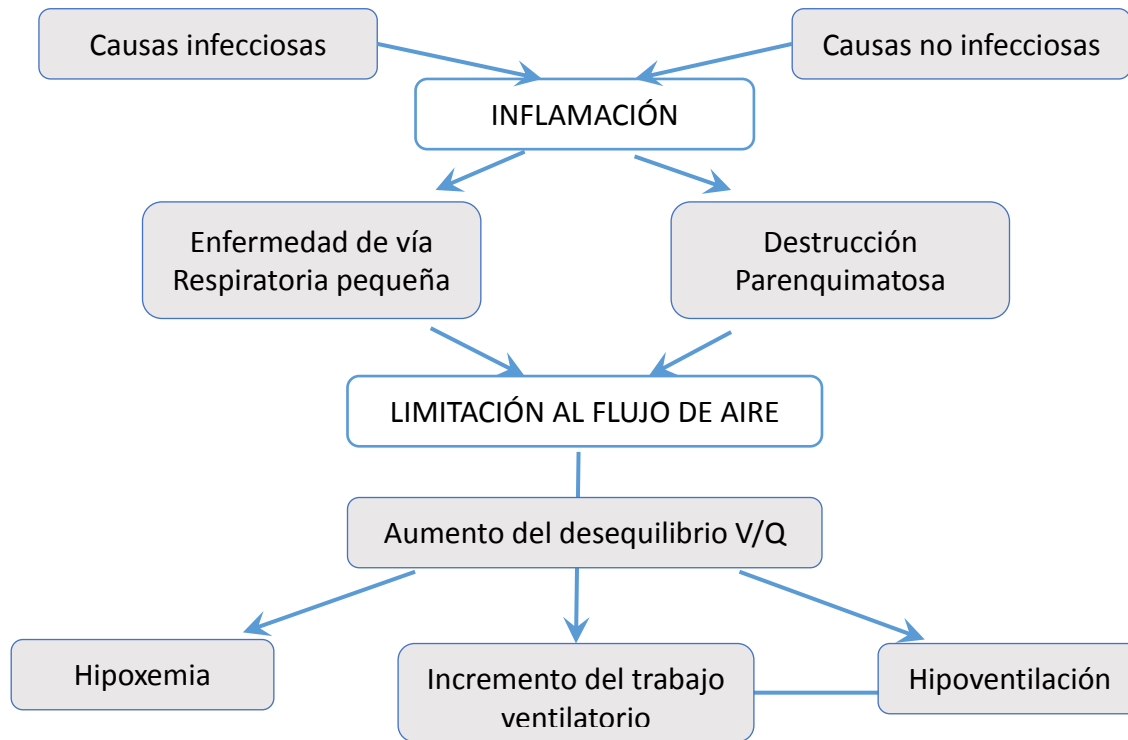 Causas infecciosas
Causas no infecciosas
INFLAMACIÓN
Enfermedad de vía
Respiratoria pequeña
Destrucción
Parenquimatosa
LIMITACIÓN AL FLUJO DE AIRE
Aumento del desequilibrio V/Q
Hipoxemia
Incremento del trabajo
ventilatorio
Hipoventilación